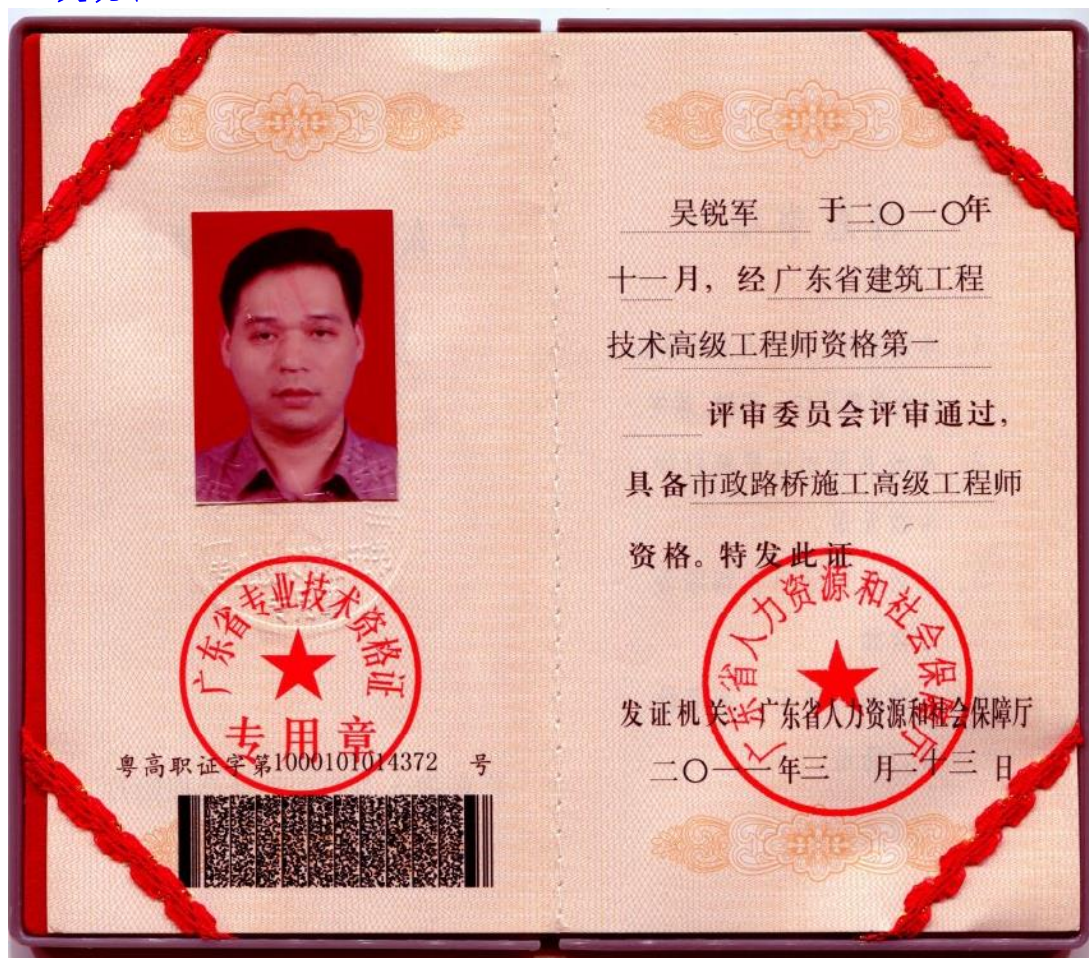 广东省专业技术资格证
专用章
粤高职证字第1000101014372 号
吴锐军 于二〇一〇年
十一月，经广东省建筑工程
技术高级工程师资格第一
评审委员会评审通过，
具备市政路桥施工高级工程师
资格。特发此证
广东省人力资源和社会保障厅
发证机关：广东省人力资源和社会保障厅
二〇一一年三 月二十三 日